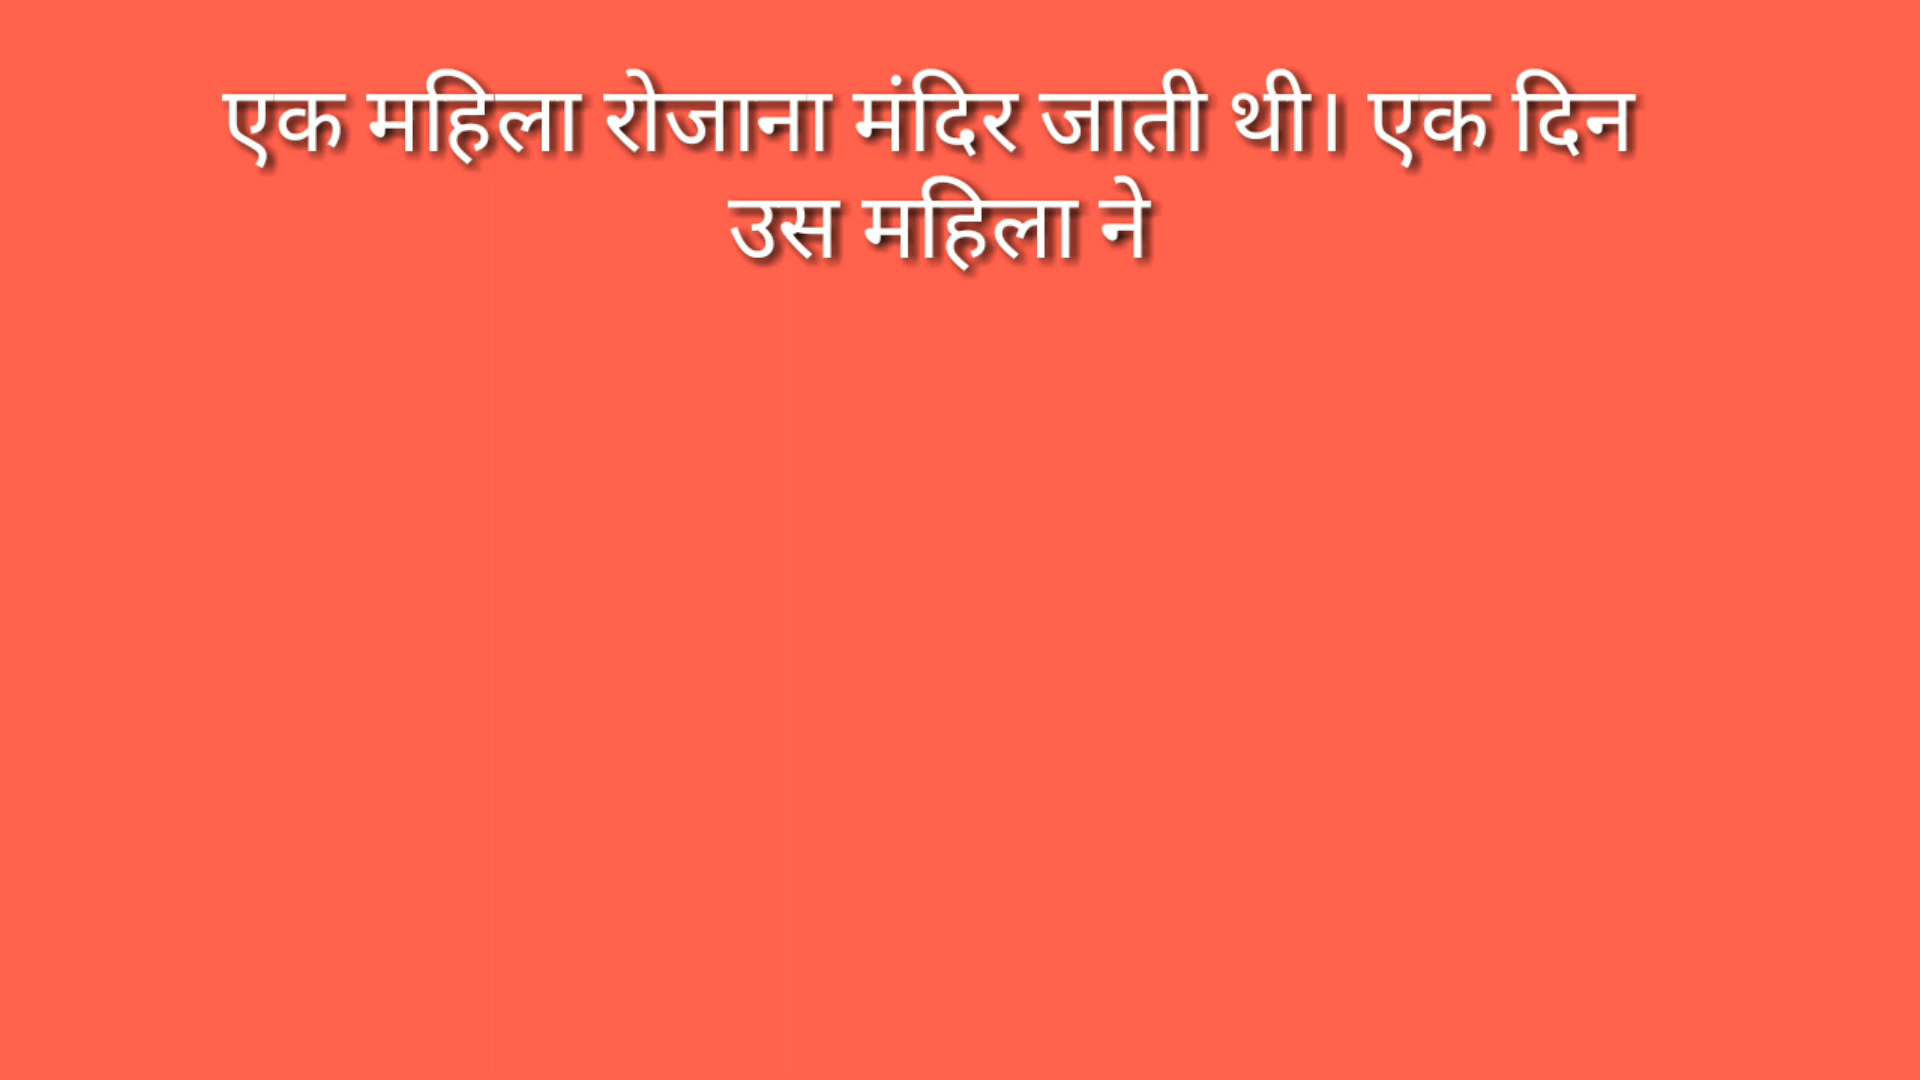 एक महिला रोजाना मंदिर जाती थी। एक दिन
उस महिला ने